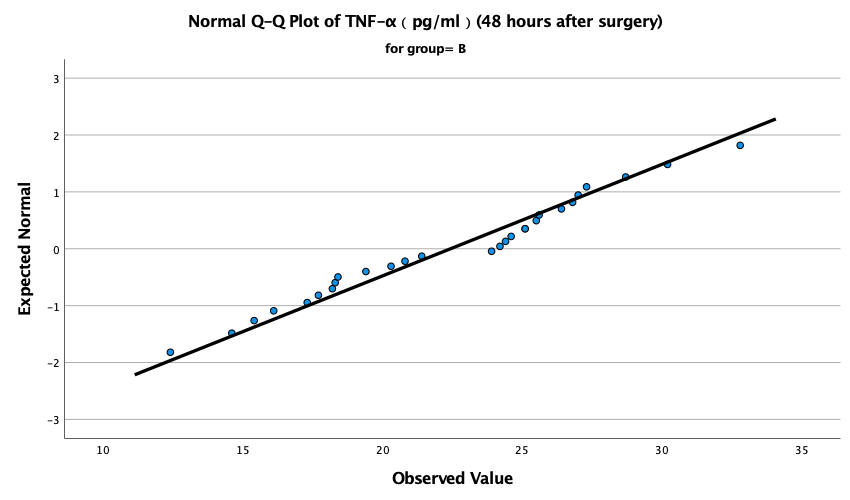 Normal Q-Q Plot of TNF-α ( pg/ml ) (48 hours after surgery)
for group= B
Expected Normal
3
2
1
0
-1
-2
-3
10 15 20 25 30 35
Observed Value